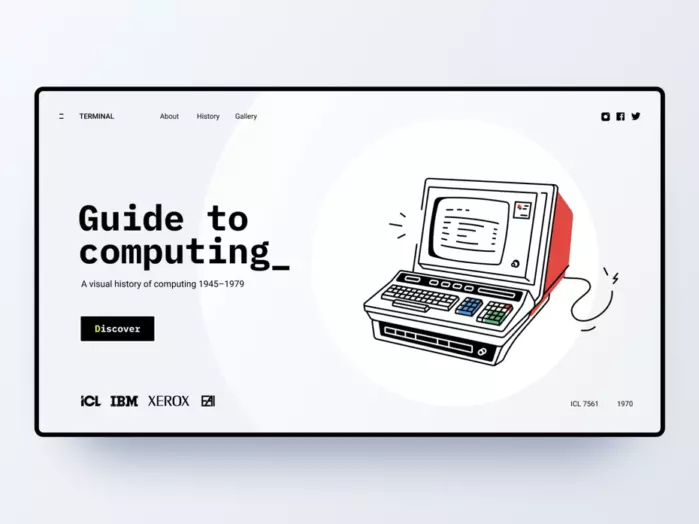 TERMINAL About History Gallery
Guide to
computing_
A visual history of computing 1945–1979
Discover
iCL IBM XEROX
ICL 7561 1970